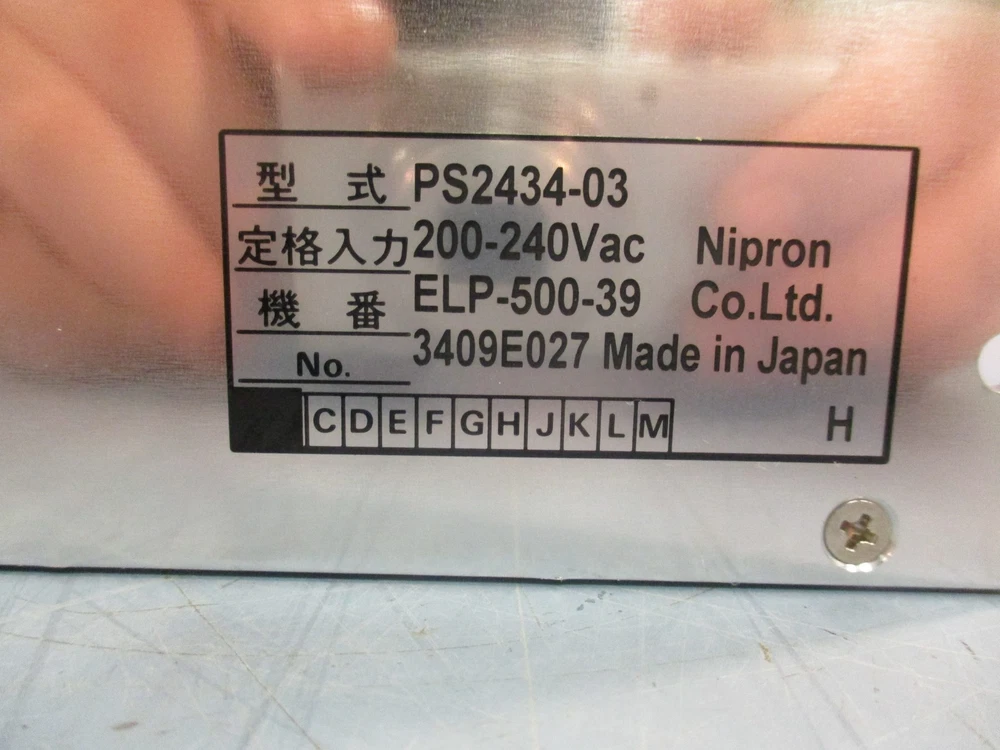 型 式 PS2434-03
定格入力 200-240Vac Nipron
機 番 ELP-500-39 Co.Ltd.
No. 3409E027 Made in Japan
C D E F G H J K L M H